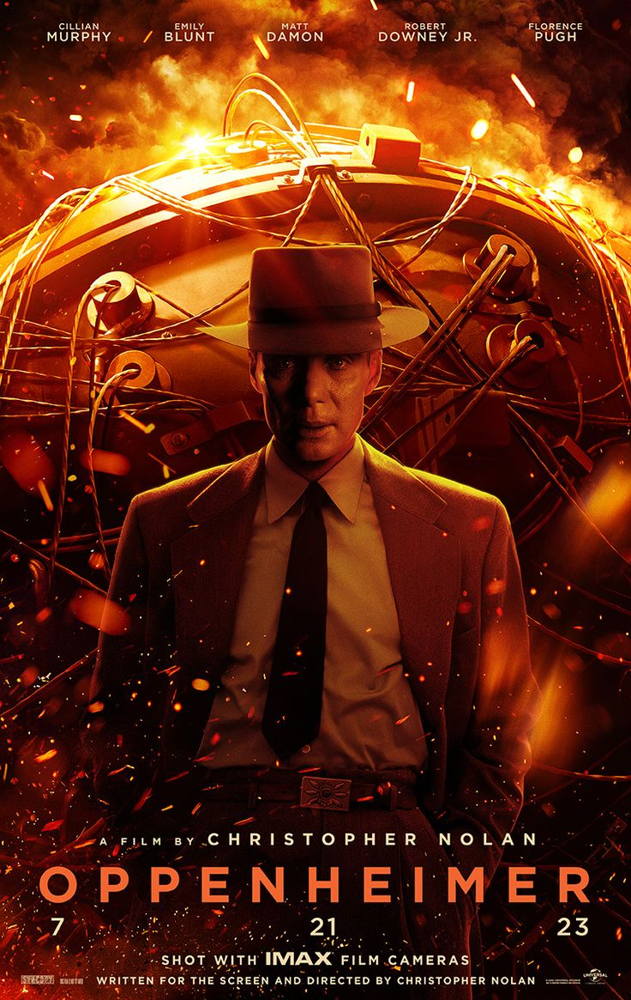 CILLIAN MURPHY EMILY BLUNT MATT DAMON ROBERT DOWNEY JR. FLORENCE PUGH
A FILM BY CHRISTOPHER NOLAN
OPPENHEIMER
7 21 23
SHOT WITH IMAX FILM CAMERAS
WRITTEN FOR THE SCREEN AND DIRECTED BY CHRISTOPHER NOLAN
UNIVERSAL